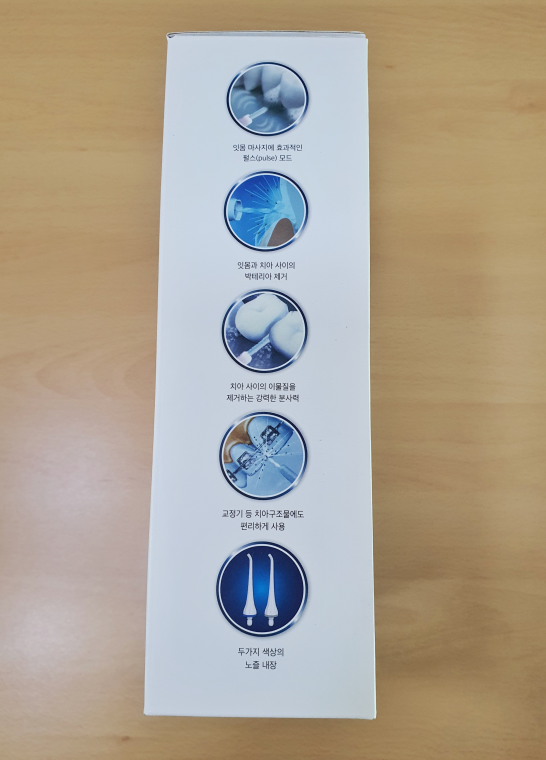 잇몸 마사지에 효과적인
펄스(pulse) 모드
잇몸과 치아 사이의
박테리아 제거
치아 사이의 이물질을
제거하는 강력한 분사력
교정기 등 치아구조물에도
편리하게 사용
두가지 색상의
노즐 내장